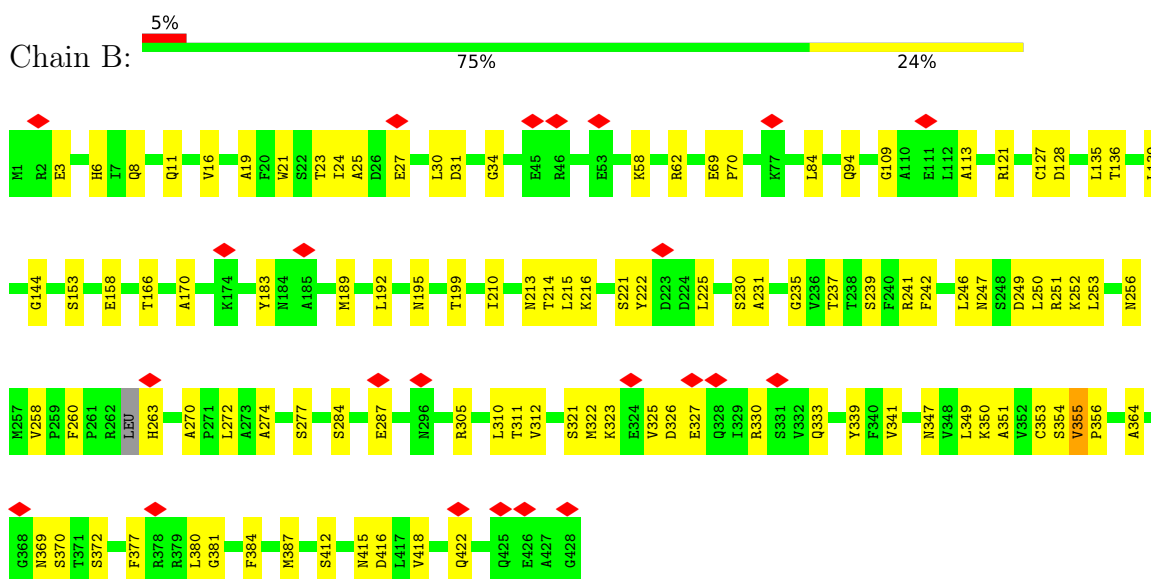 5%
Chain B:
75% 24%
M1 R2 E3 H6 I7 Q8 Q11 V16 A19 F20 W21 S22 T23 I24 A25 D26 E27 L30 D31 G34 E45 R46 E53 K58 R62 E69 P70 K77 L84 Q94 G109 A110 E111 L112 A113 R121 C127 D128 L135 T136
G144 S153 E158 T166 A170 K174 Y183 N184 A185 M189 L192 N195 T199 I210 N213 T214 L215 K216 S221 Y222 D223 D224 L225 S230 A231 G235 V236 T237 T238 S239 F240 R241 F242 L246 N247 S248 D249 L250 R251 K252 L253 N256
M257 V258 P259 F260 P261 R262 LEU H263 A270 P271 L272 A273 A274 S277 S284 E287 N296 R305 L310 T311 V312 S321 M322 K323 E324 V325 D326 E327 Q328 I329 R330 S331 V332 Q333 Y339 F340 V341 N347 V348 L349 K350 A351 V352 C353 S354 V355 P356 A364
G368 N369 S370 T371 S372 F377 R378 R379 L380 G381 F384 M387 S412 N415 D416 L417 V418 Q422 Q425 E426 A427 G428